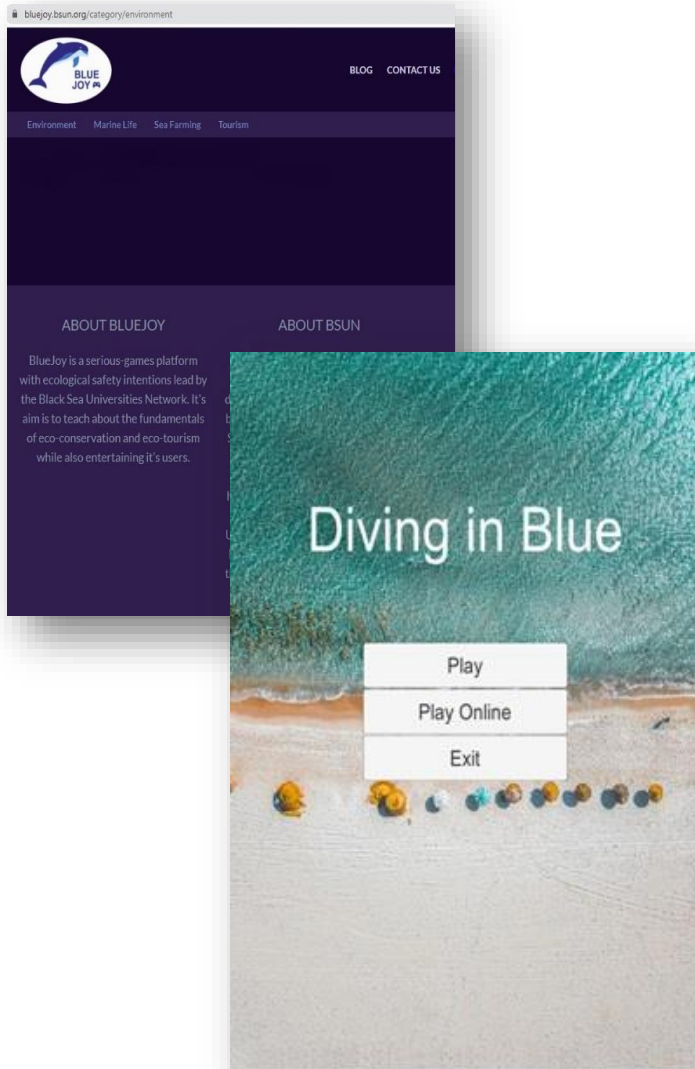 bluejoy.bsun.org/category/environment
BLUE
JOY
BLOG CONTACT US
Environment Marine Life Sea Farming Tourism
ABOUT BLUEJOY
BlueJoy is a serious-games platform
with ecological safety intentions lead by
the Black Sea Universities Network. It's
aim is to teach about the fundamentals
of eco-conservation and eco-tourism
while also entertaining it's users.
ABOUT BSUN
Diving in Blue
Play
Play Online
Exit